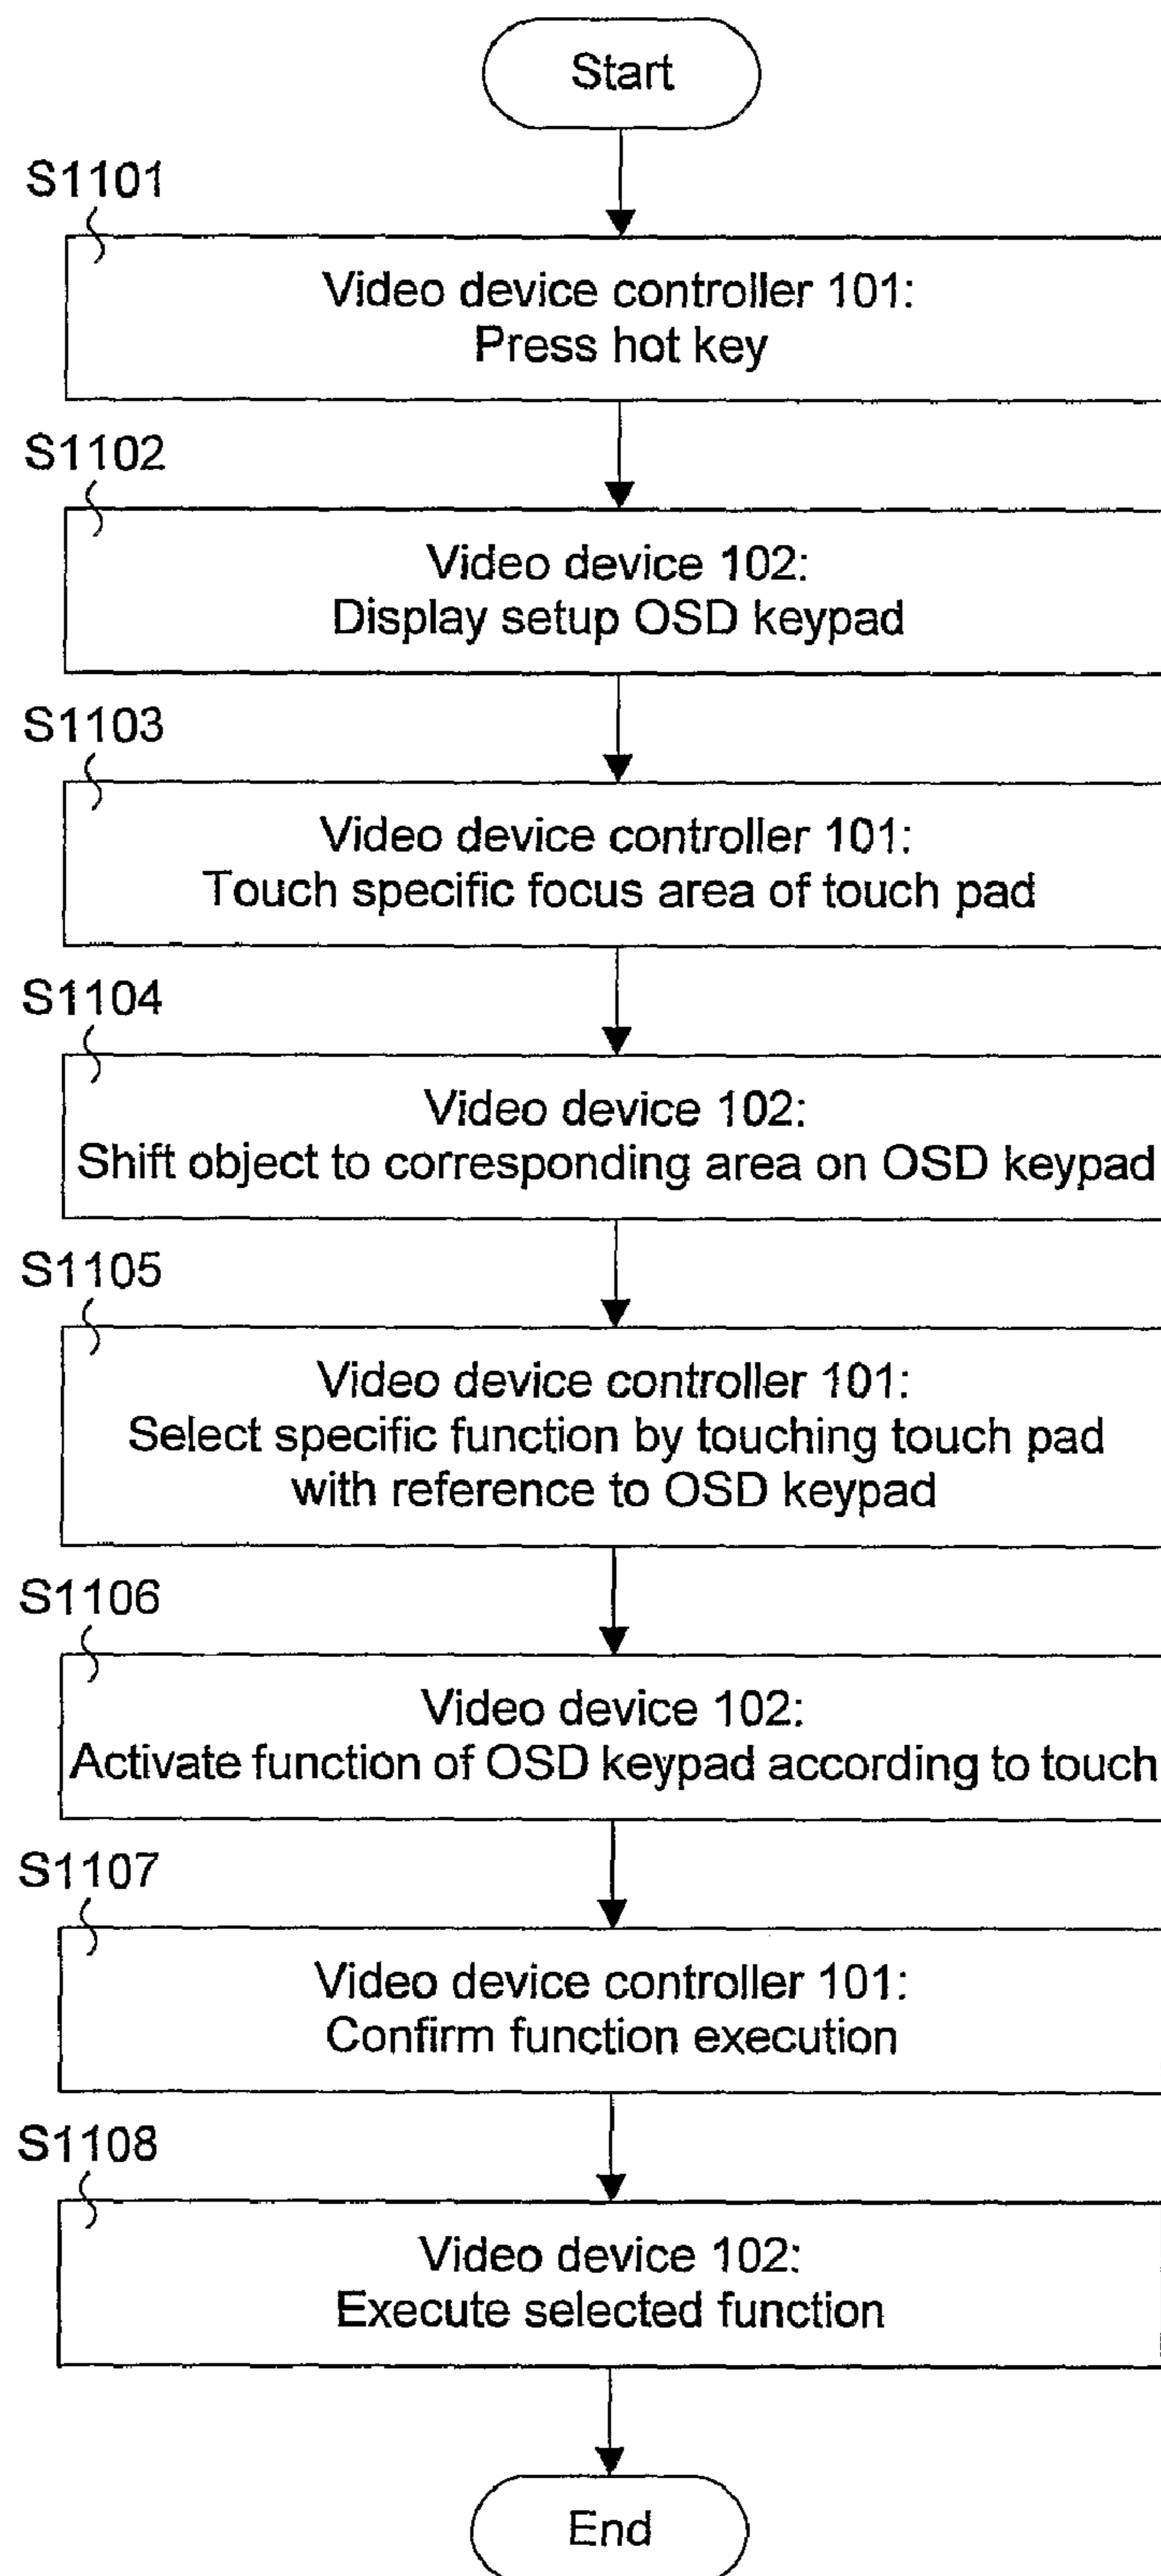 Start
S1101
Video device controller 101:
Press hot key
S1102
Video device 102:
Display setup OSD keypad
S1103
Video device controller 101:
Touch specific focus area of touch pad
S1104
Video device 102:
Shift object to corresponding area on OSD keypad
S1105
Video device controller 101:
Select specific function by touching touch pad
with reference to OSD keypad
S1106
Video device 102:
Activate function of OSD keypad according to touch
S1107
Video device controller 101:
Confirm function execution
S1108
Video device 102:
Execute selected function
End